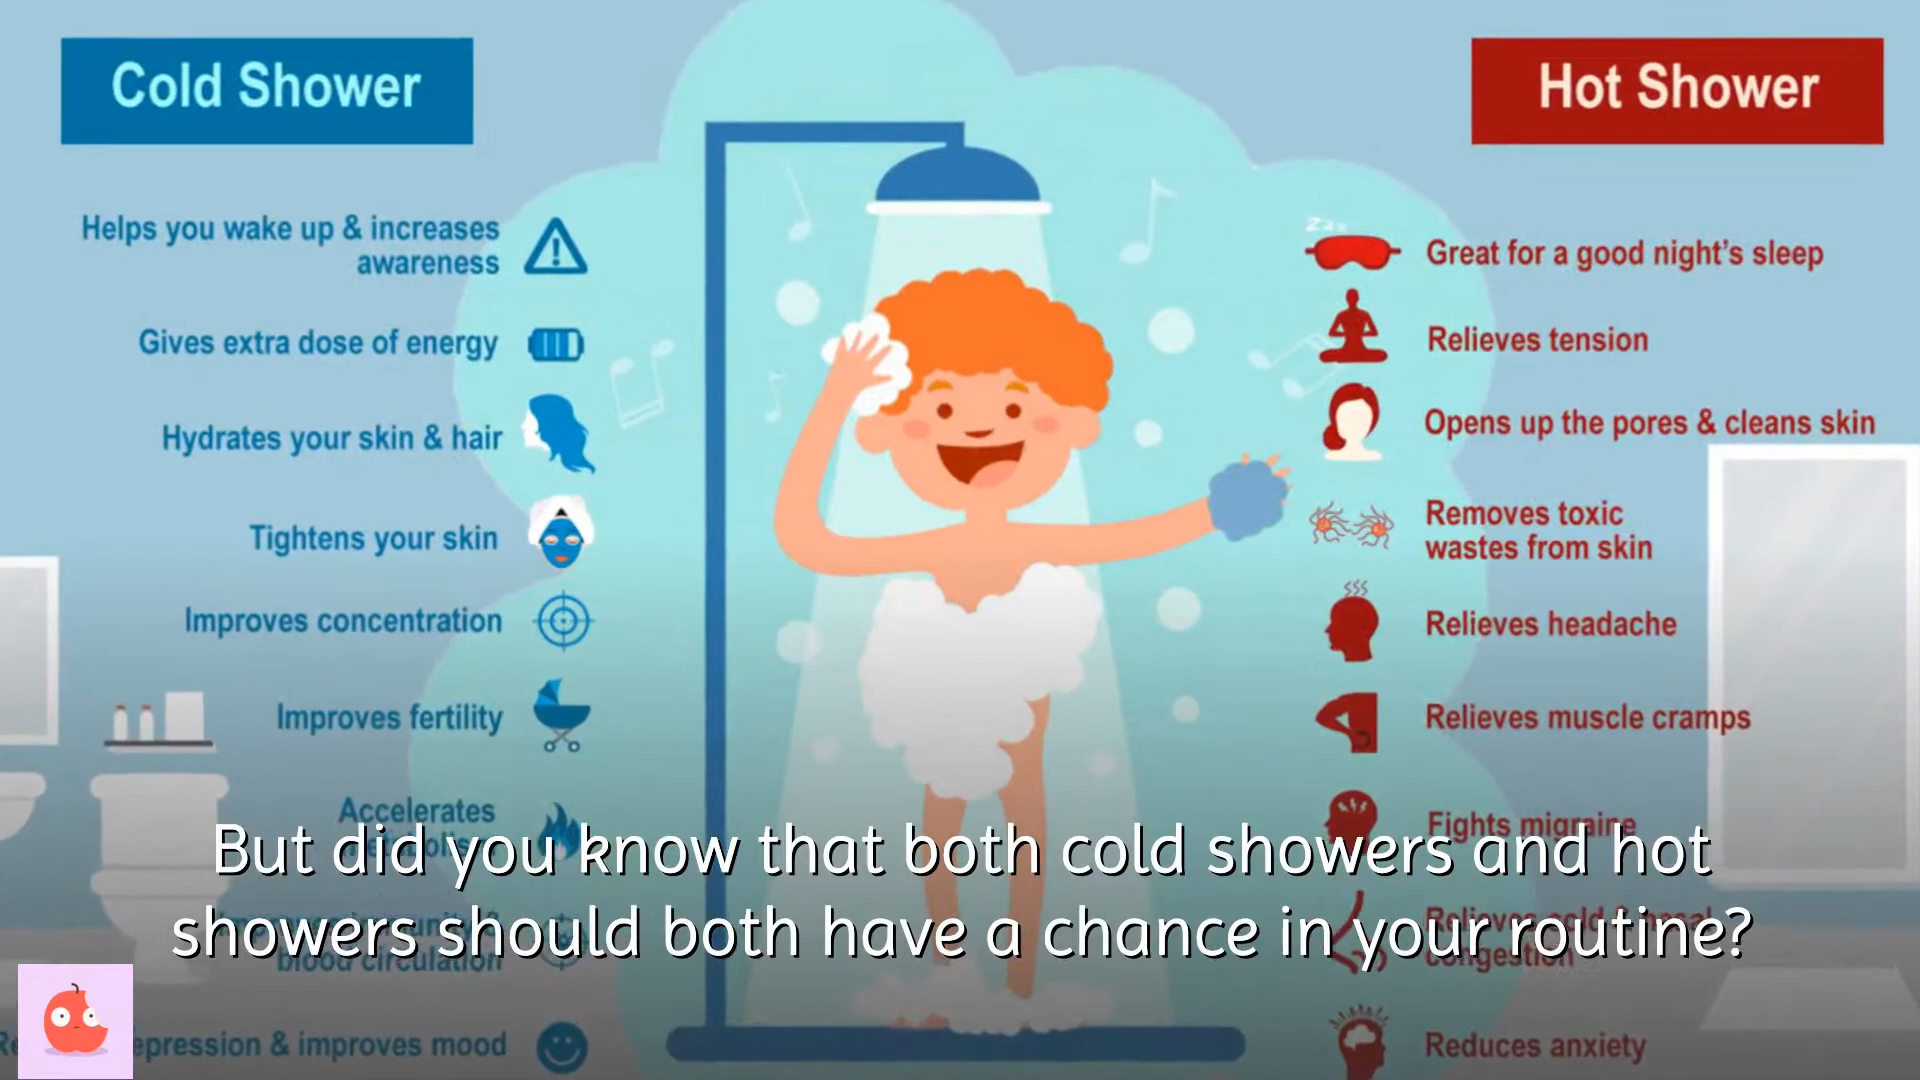 Cold Shower
Helps you wake up & increases
awareness
Gives extra dose of energy
Hydrates your skin & hair
Tightens your skin
Improves concentration
Improves fertility
Accelerates
blood circulation
epression & improves mood
Hot Shower
zzz
Great for a good night's sleep
Relieves tension
Opens up the pores & cleans skin
Removes toxic
wastes from skin
Relieves headache
Relieves muscle cramps
Fights migraine
Relieves cold &
congestion
Reduces anxiety
But did you know that both cold showers and hot
showers should both have a chance in your routine?